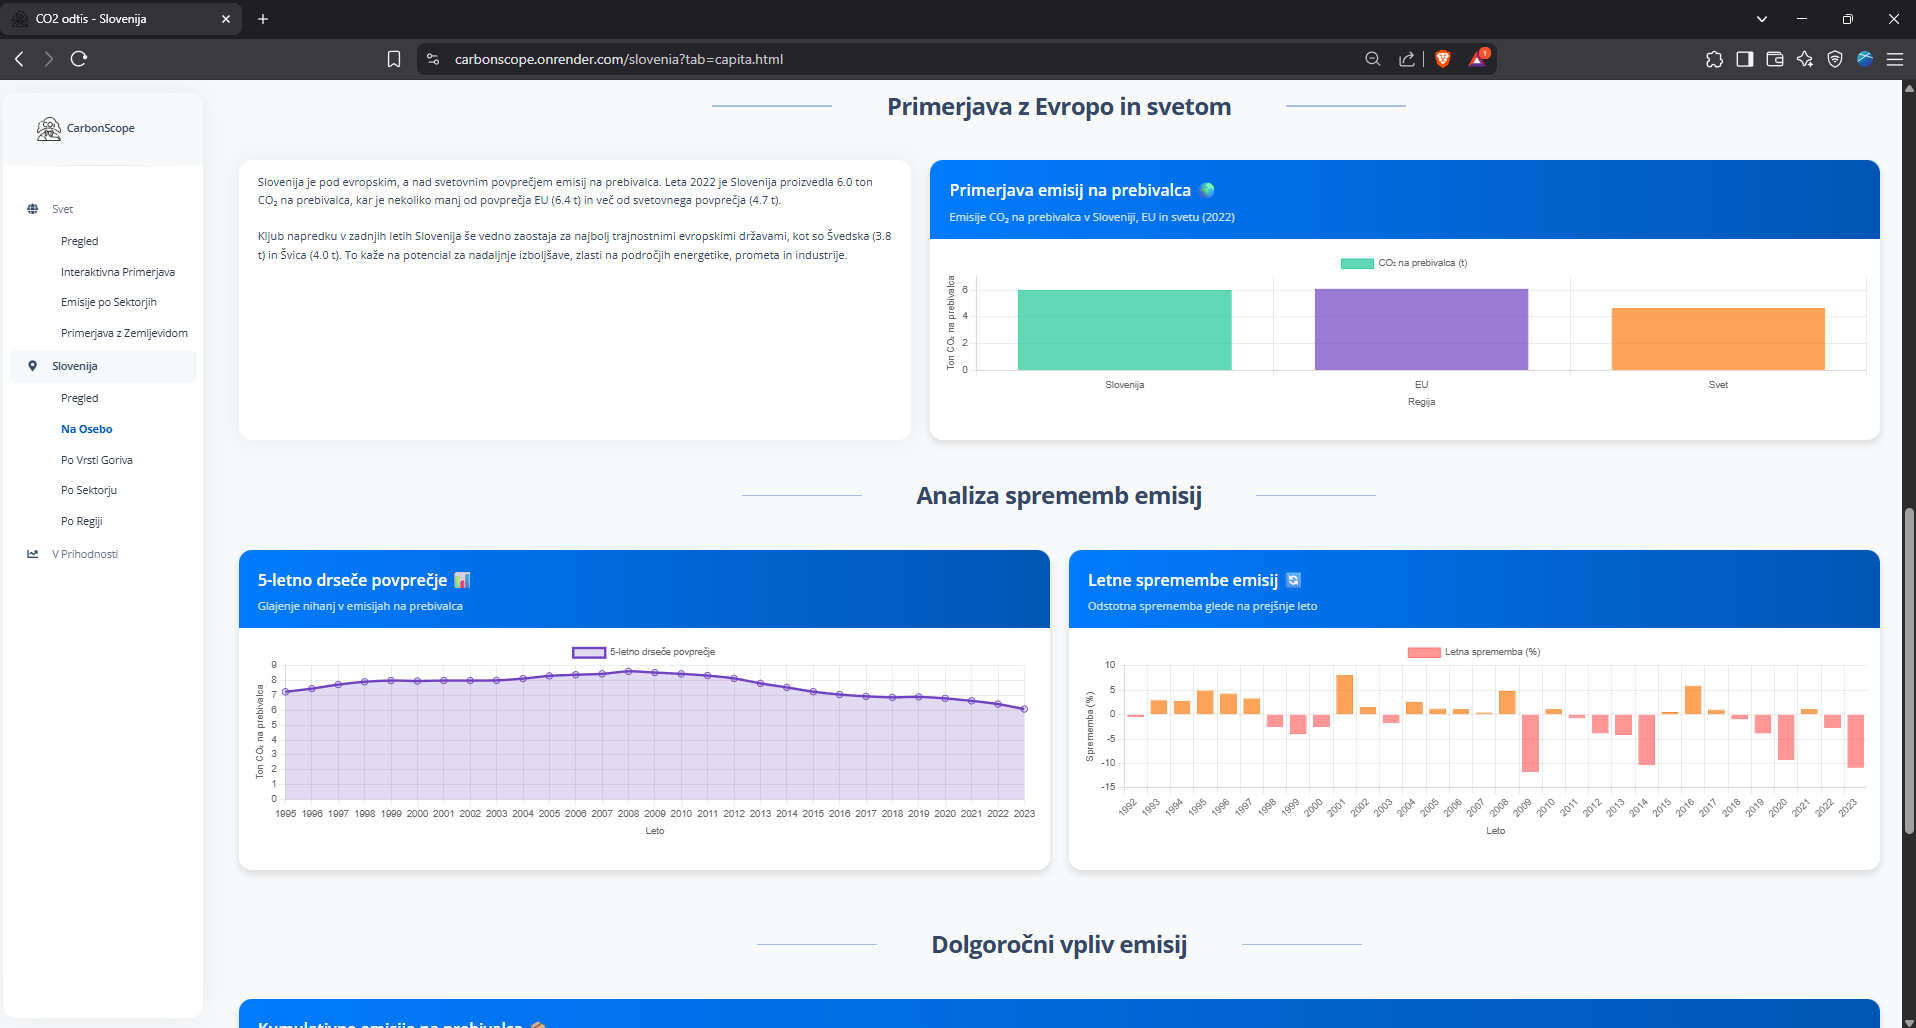 CO2 odtis - Slovenija
carbonscope.onrender.com/slovenia?tab=capita.html
1
CarbonScope
Svet
Pregled
Interaktivna Primerjava
Emisije po Sektorjih
Primerjava z Zemljevidom
Slovenija
Pregled
Na Osebo
Po Vrsti Goriva
Po Sektorju
Po Regiji
V Prihodnosti
Primerjava z Evropo in svetom
Slovenija je pod evropskim, a nad svetovnim povprečjem emisij na prebivalca. Leta 2022 je Slovenija proizvedla 6.0 ton
CO₂ na prebivalca, kar je nekoliko manj od povprečja EU (6.4 t) in več od svetovnega povprečja (4.7 t).
Kljub napredku v zadnjih letih Slovenija še vedno zaostaja za najbolj trajnostnimi evropskimi državami, kot so Švedska (3.8
t) in Švica (4.0 t). To kaže na potencial za nadaljnje izboljšave, zlasti na področjih energetike, prometa in industrije.
Primerjava emisij na prebivalca
Emisije CO₂ na prebivalca v Sloveniji, EU in svetu (2022)
CO₂ na prebivalca (t)
Ton CO₂ na prebivalca
6
4
2
0
Slovenija EU Svet
Regija
Analiza sprememb emisij
5-letno drseče povprečje
Glajenje nihanj v emisijah na prebivalca
5-letno drseče povprečje
Ton CO₂ na prebivalca
9
8
7
6
5
4
3
2
1
0
1995 1996 1997 1998 1999 2000 2001 2002 2003 2004 2005 2006 2007 2008 2009 2010 2011 2012 2013 2014 2015 2016 2017 2018 2019 2020 2021 2022 2023
Leto
Letne spremembe emisij
Odstotna sprememba glede na prejšnje leto
Letna sprememba (%)
Sprememba (%)
10
5
0
-5
-10
-15
1992 1993 1994 1995 1996 1997 1998 1999 2000 2001 2002 2003 2004 2005 2006 2007 2008 2009 2010 2011 2012 2013 2014 2015 2016 2017 2018 2019 2020 2021 2022 2023
Leto
Dolgoročni vpliv emisij
Kumulativne emisije na prebivalca